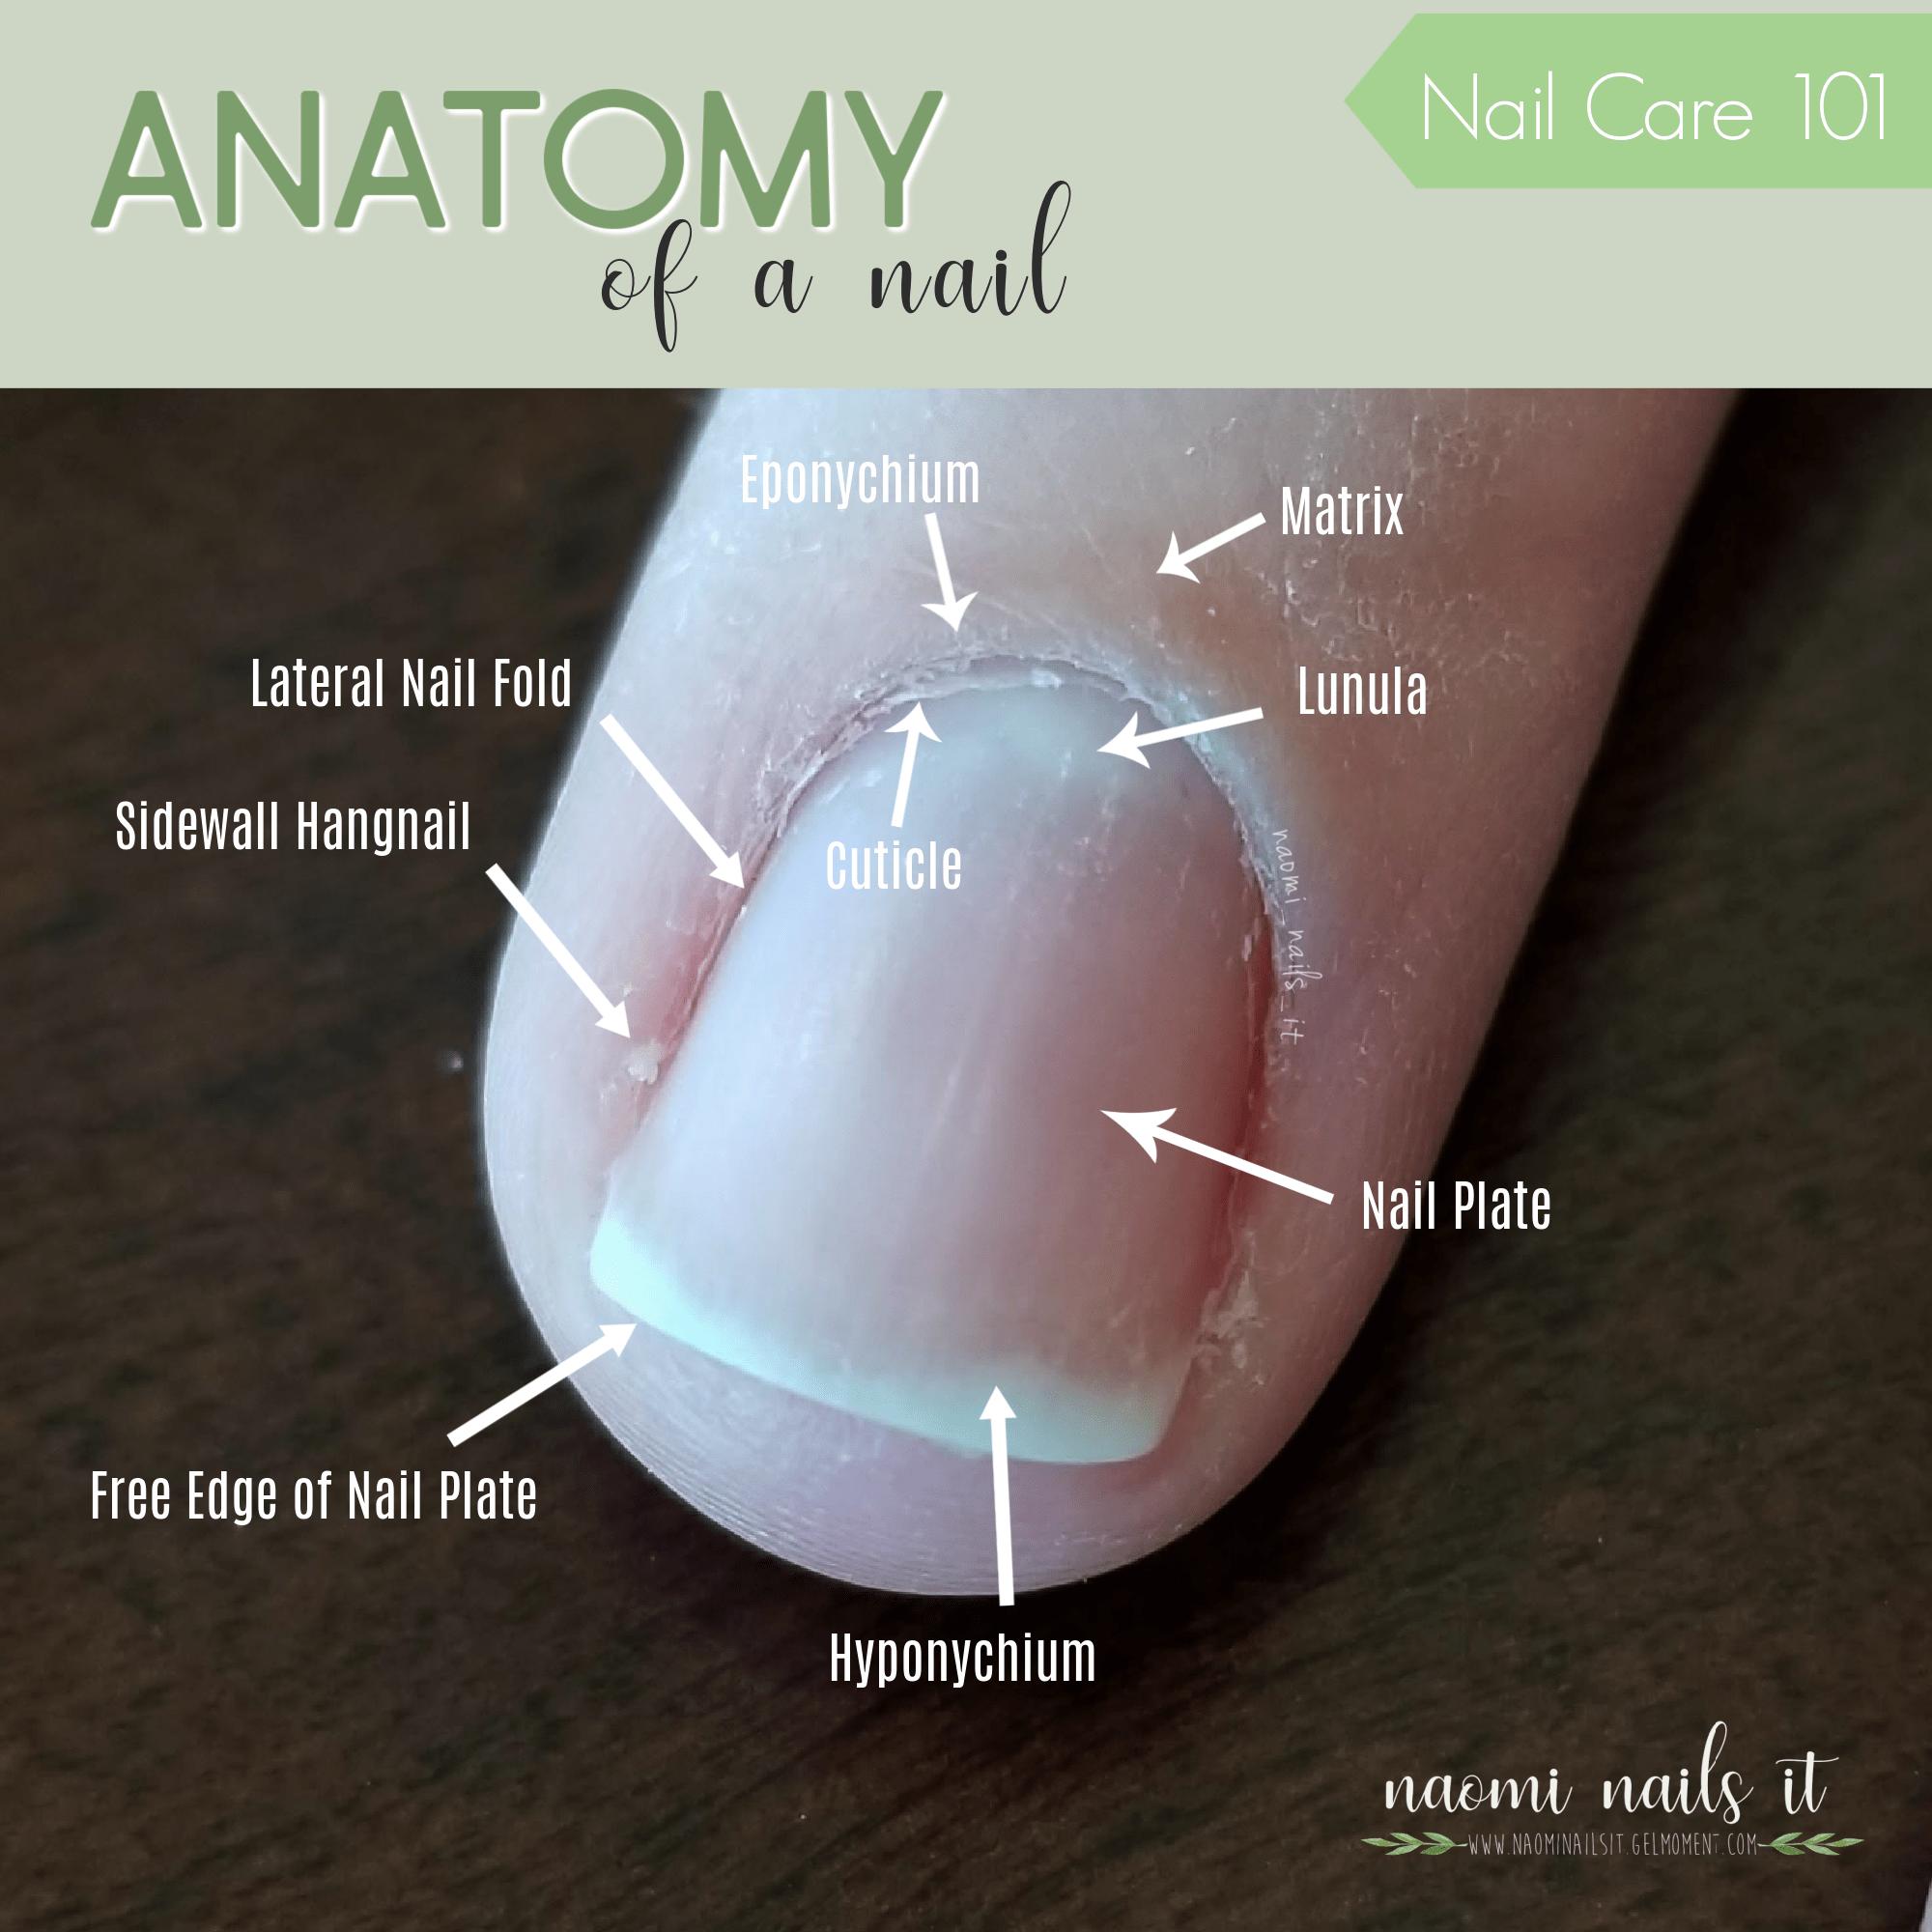 ANATOMY
of a nail
Nail Care 101
Eponychium
Matrix
Lateral Nail Fold
Lunula
Sidewall Hangnail
Cuticle
naomi_nails_it
Nail Plate
Free Edge of Nail Plate
Hyponychium
naomi nails it
WWW.NAOMINAILSIT.GELMOMENT.COM